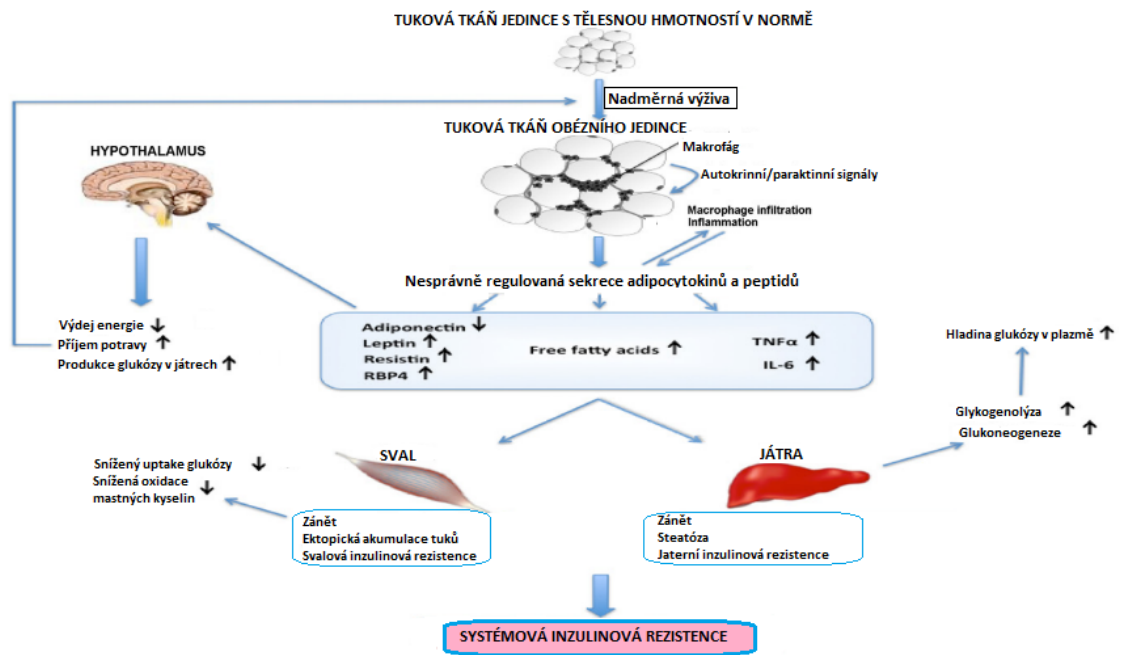 TUKOVÁ TKÁŇ JEDINCE S TĚLESNOU HMOTNOSTÍ V NORMĚ
Nadměrná výživa
TUKOVÁ TKÁŇ OBÉZNÍHO JEDINCE
HYPOTHALAMUS
Makrofág
Autokrinní/paraktinní signály
Macrophage infiltration
Inflammation
Nesprávně regulovaná sekrece adipocytokinů a peptidů
Výdej energie ↓
Příjem potravy ↑
Produkce glukózy v játrech ↑
Adiponectin ↓
Leptin ↑
Resistin ↑
RBP4 ↑
Free fatty acids ↑
TNFα ↑
IL-6 ↑
Hladina glukózy v plazmě ↑
Glykogenolýza ↑
Glukoneogeneze ↑
SVAL
JÁTRA
Snížený uptake glukózy ↓
Snížená oxidace
mastných kyselin ↓
Zánět
Ektopická akumulace tuků
Svalová inzulinová rezistence
Zánět
Steatóza
Jaterní inzulinová rezistence
SYSTÉMOVÁ INZULINOVÁ REZISTENCE